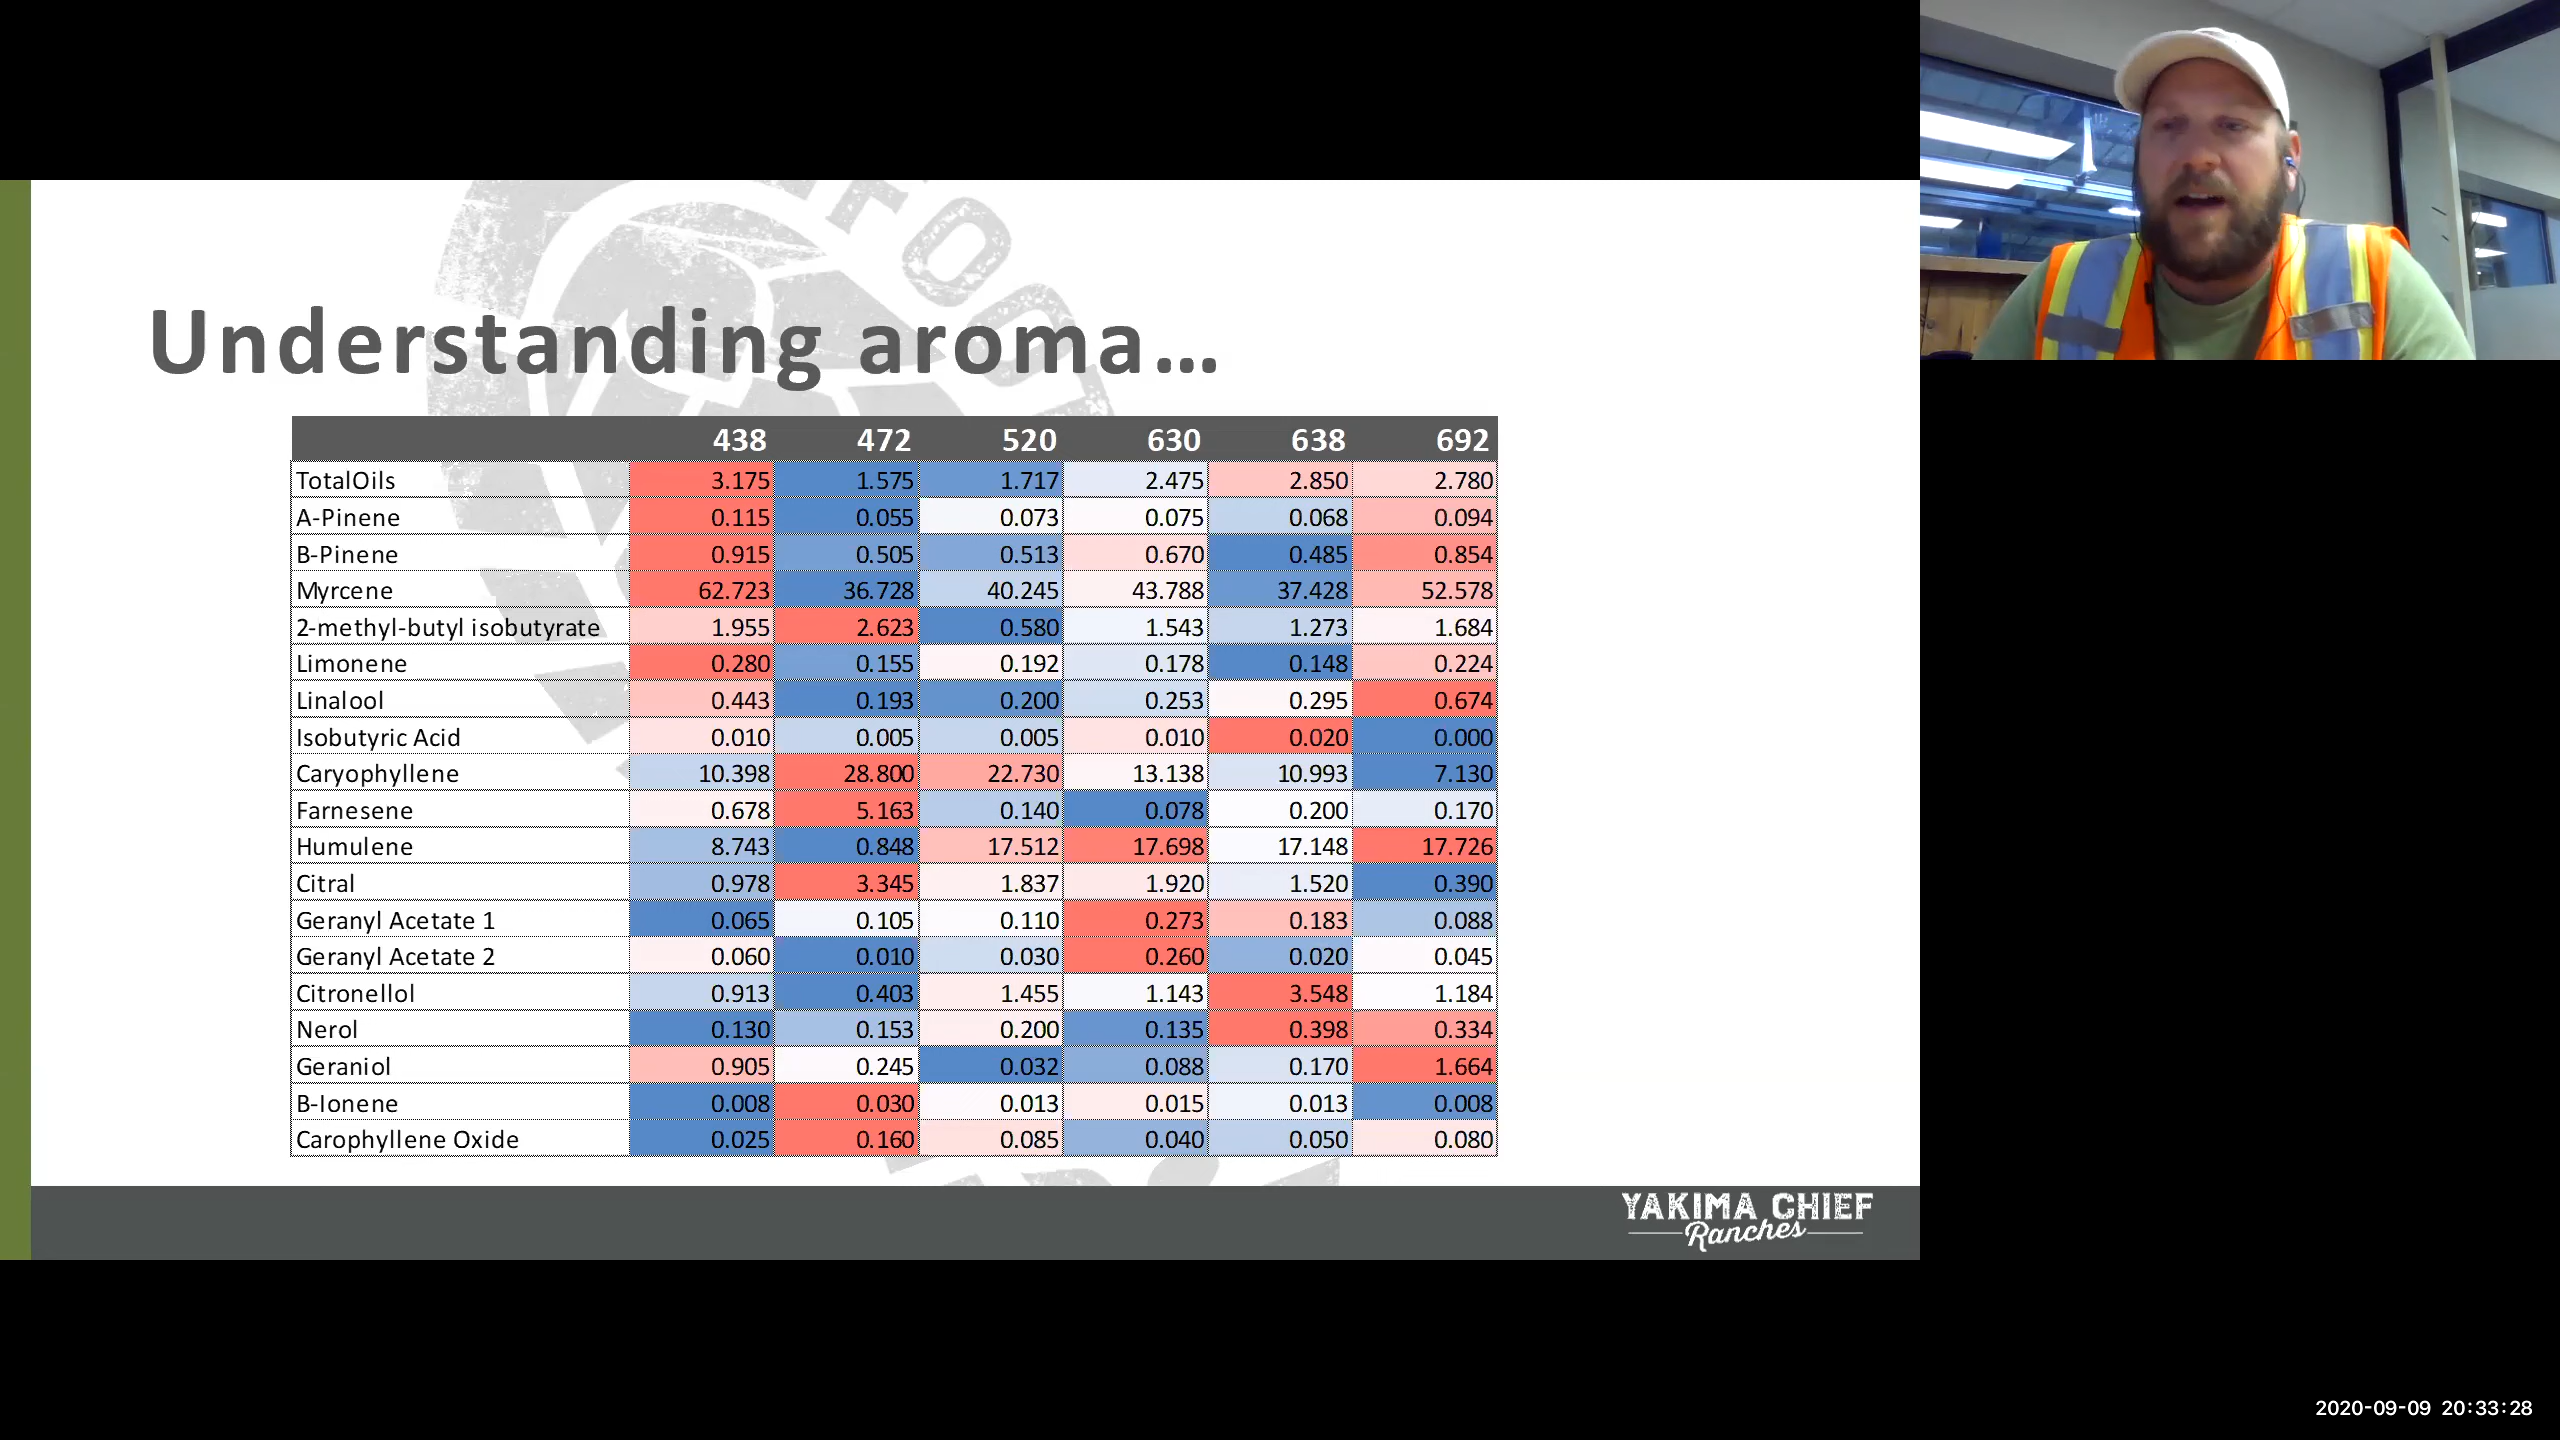 Understanding aroma...
438 472 520 630 638 692
TotalOils 3.175 1.575 1.717 2.475 2.850 2.780
A-Pinene 0.115 0.055 0.073 0.075 0.068 0.094
B-Pinene 0.915 0.505 0.513 0.670 0.485 0.854
Myrcene 62.723 36.728 40.245 43.788 37.428 52.578
2-methyl-butyl isobutyrate 1.955 2.623 0.580 1.543 1.273 1.684
Limonene 0.280 0.155 0.192 0.178 0.148 0.224
Linalool 0.443 0.193 0.200 0.253 0.295 0.674
Isobutyric Acid 0.010 0.005 0.005 0.010 0.020 0.000
Caryophyllene 10.398 28.800 22.730 13.138 10.993 7.130
Farnesene 0.678 5.163 0.140 0.078 0.200 0.170
Humulene 8.743 0.848 17.512 17.698 17.148 17.726
Citral 0.978 3.345 1.837 1.920 1.520 0.390
Geranyl Acetate 1 0.065 0.105 0.110 0.273 0.183 0.088
Geranyl Acetate 2 0.060 0.010 0.030 0.260 0.020 0.045
Citronellol 0.913 0.403 1.455 1.143 3.548 1.184
Nerol 0.130 0.153 0.200 0.135 0.398 0.334
Geraniol 0.905 0.245 0.032 0.088 0.170 1.664
B-Ionene 0.008 0.030 0.013 0.015 0.013 0.008
Carophyllene Oxide 0.025 0.160 0.085 0.040 0.050 0.080
YAKIMA CHIEF
Ranches
2020-09-09 20:33:28